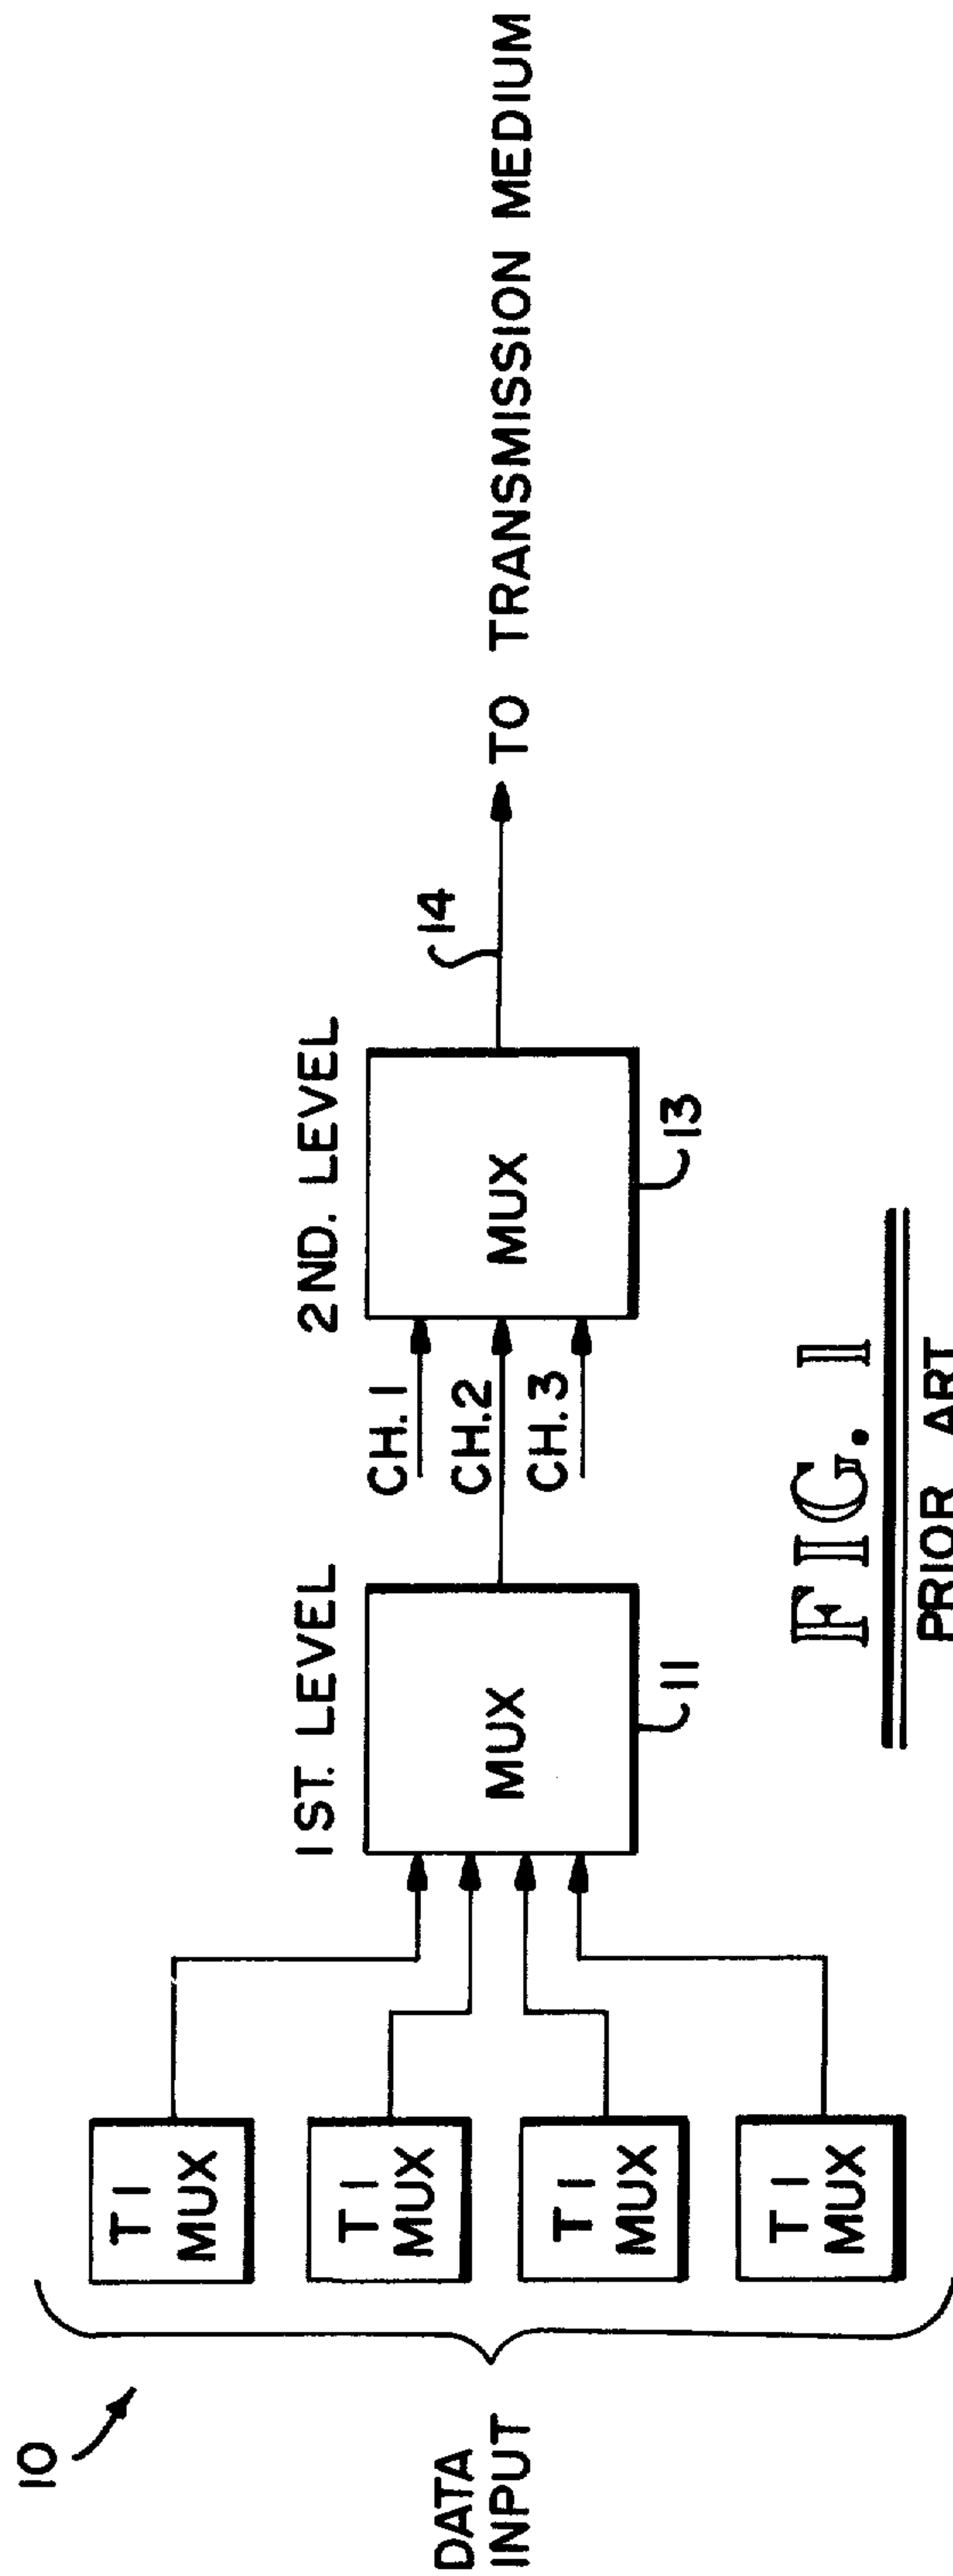 10
DATA
INPUT
T1
MUX
T1
MUX
T1
MUX
T1
MUX
1ST. LEVEL
MUX
11
CH. 1
CH. 2
CH. 3
2ND. LEVEL
MUX
13
14
TO TRANSMISSION MEDIUM
FIG. 1
PRIOR ART